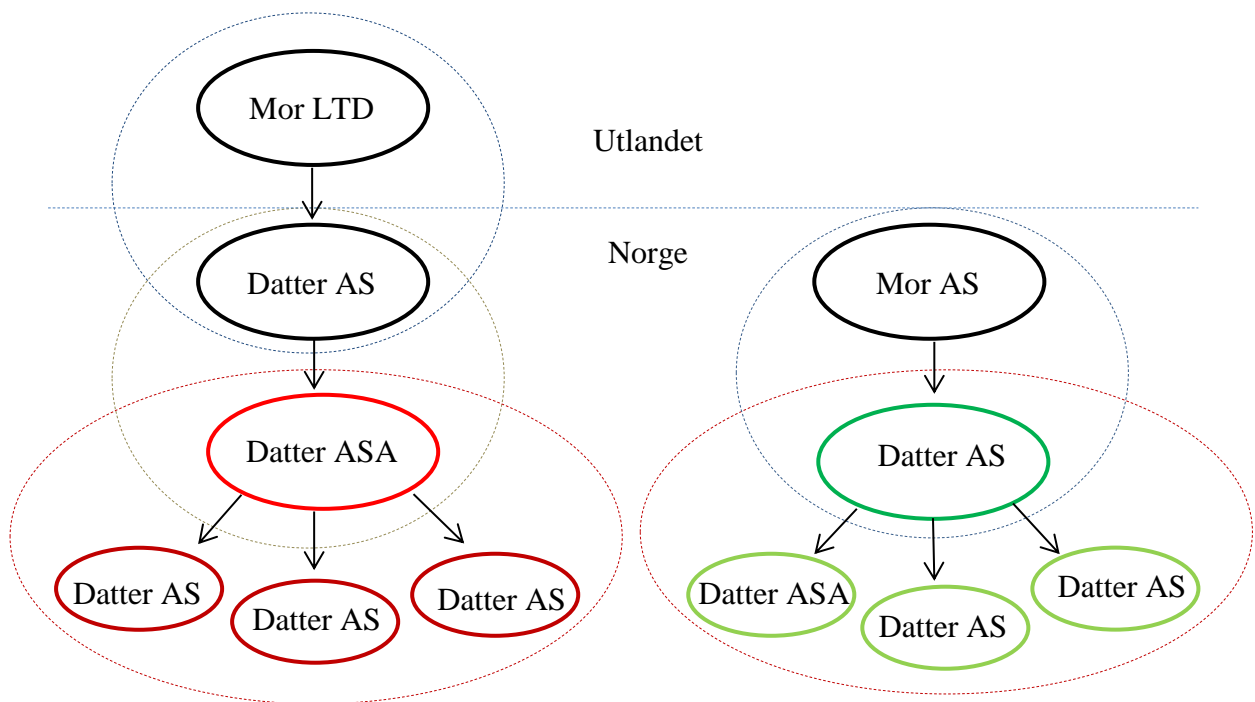 Mor LTD
Utlandet
Norge
Datter AS
Mor AS
Datter ASA
Datter AS
Datter AS
Datter AS
Datter AS
Datter ASA
Datter AS
Datter AS